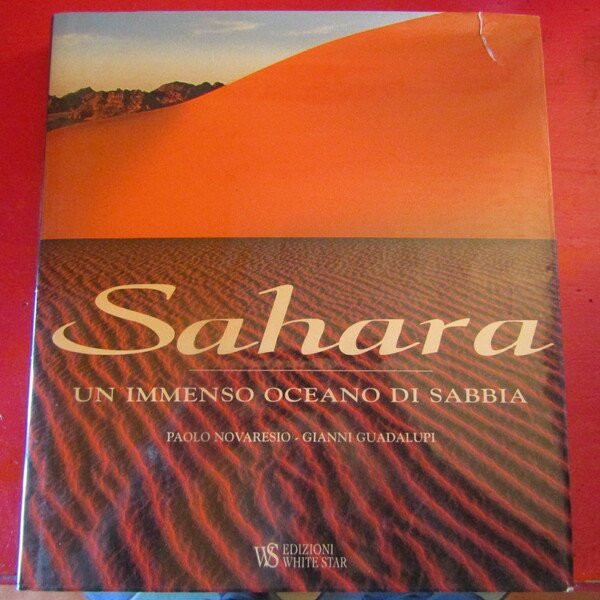 Sahara
UN IMMENSO OCEANO DI SABBIA
PAOLO NOVARESIO - GIANNI GUADALUPI
WS EDIZIONI
WHITE STAR